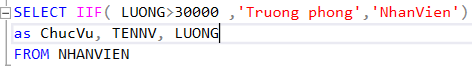 SELECT IIF( LUONG>30000 ,'Truong phong','NhanVien')
as ChucVu, TENNV, LUONG
FROM NHANVIEN